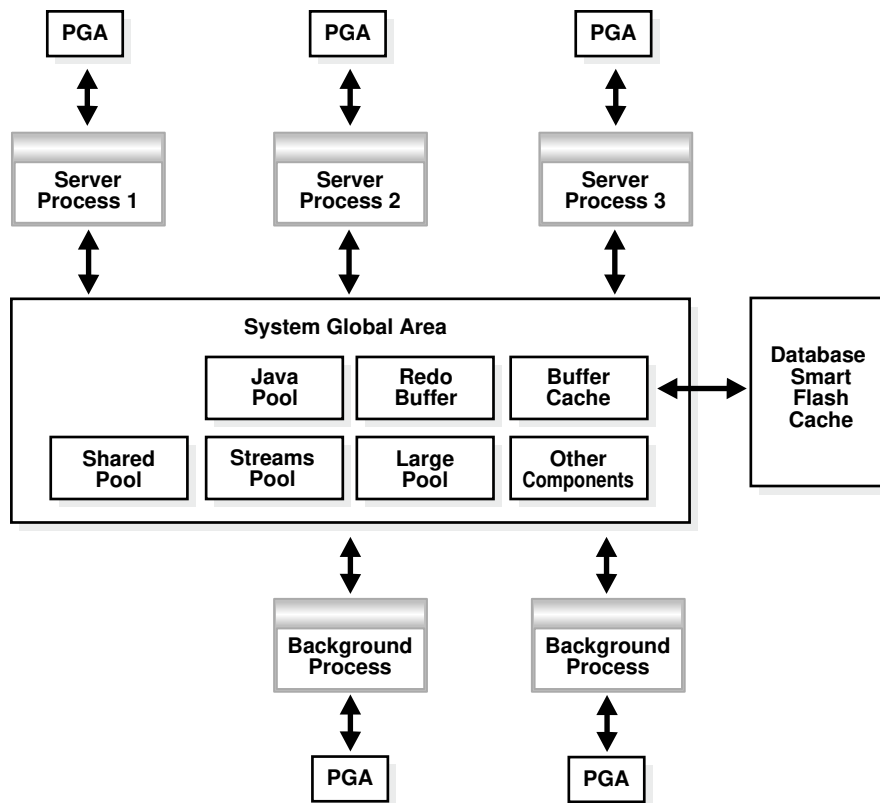 PGA
PGA
PGA
Server
Process 1
Server
Process 2
Server
Process 3
System Global Area
Java
Pool
Redo
Buffer
Buffer
Cache
Database
Smart
Flash
Cache
Shared
Pool
Streams
Pool
Large
Pool
Other
Components
Background
Process
Background
Process
PGA
PGA